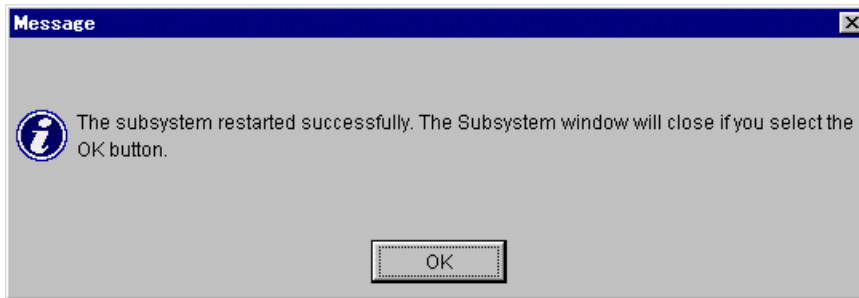 Message
The subsystem restarted successfully. The Subsystem window will close if you select the
OK button.
OK